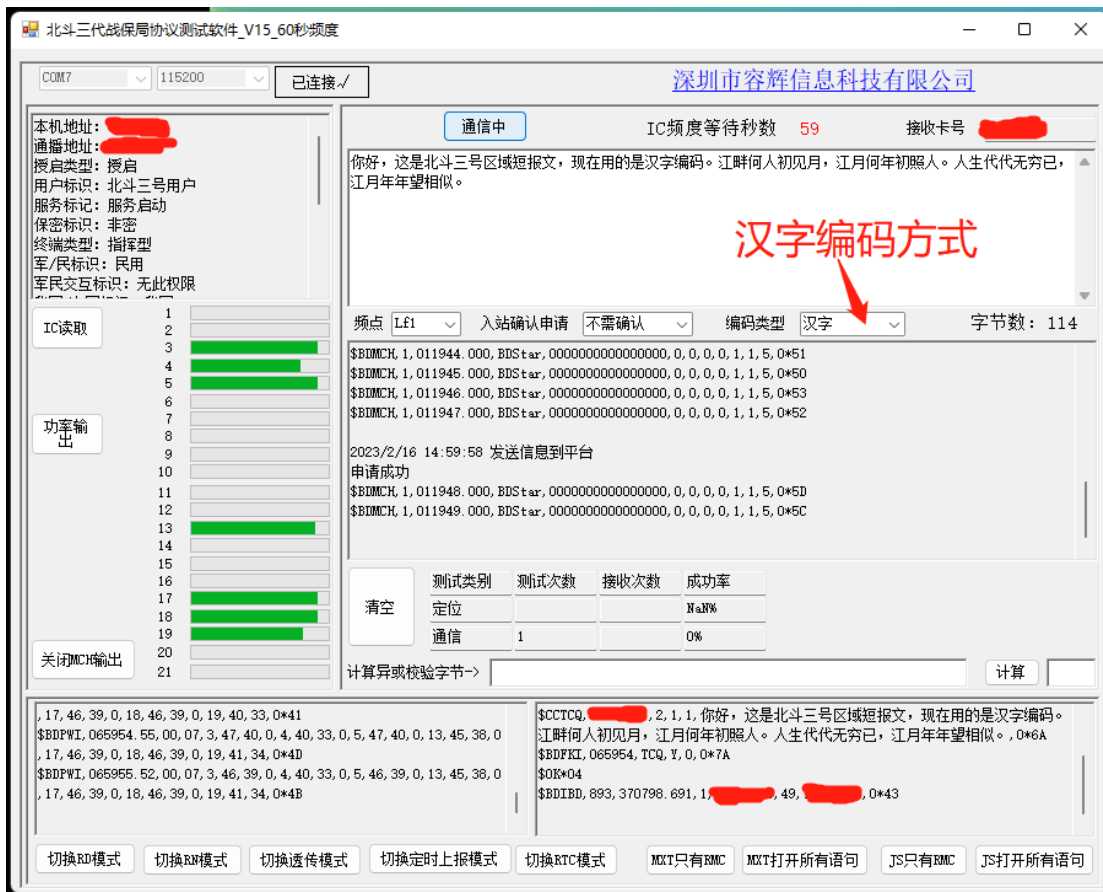 北斗三代战保局协议测试软件_V15_60秒频度
COM7 115200 已连接√ 深圳市容辉信息科技有限公司
本机地址:
通播地址:
授启类型: 授启
用户标识: 北斗三号用户
服务标记: 服务启动
保密标识: 非密
终端类型: 指挥型
军/民标识: 民用
军民交互标识: 无此权限
通信中 IC频度等待秒数 59 接收卡号
你好，这是北斗三号区域短报文，现在用的是汉字编码。江畔何人初见月，江月何年初照人。人生代代无穷已，
江月年年望相似。
汉字编码方式
频点 Lf1 入站确认申请 不需确认 编码类型 汉字 字节数: 114
IC读取
功率输
出
关闭MCH输出
1
2
3
4
5
6
7
8
9
10
11
12
13
14
15
16
17
18
19
20
21
$BDMCH,1,011944.000,BDStar,0000000000000000,0,0,0,0,1,1,5,0*51
$BDMCH,1,011945.000,BDStar,0000000000000000,0,0,0,0,1,1,5,0*50
$BDMCH,1,011946.000,BDStar,0000000000000000,0,0,0,0,1,1,5,0*53
$BDMCH,1,011947.000,BDStar,0000000000000000,0,0,0,0,1,1,5,0*52
2023/2/16 14:59:58 发送信息到平台
申请成功
$BDMCH,1,011948.000,BDStar,0000000000000000,0,0,0,0,1,1,5,0*5D
$BDMCH,1,011949.000,BDStar,0000000000000000,0,0,0,0,1,1,5,0*5C
清空
测试类别 测试次数 接收次数 成功率
定位 NaN%
通信 1 0%
计算异或校验字节-> 计算
,17,46,39,0,18,46,39,0,19,40,33,0*41
$BDPWI,065954.55,00,07,3,47,40,0,4,40,33,0,5,47,40,0,13,45,38,0
,17,46,39,0,18,46,39,0,19,41,34,0*4D
$BDPWI,065955.52,00,07,3,46,39,0,4,40,33,0,5,46,39,0,13,45,38,0
,17,46,39,0,18,46,39,0,19,41,34,0*4B
$CCTCQ, ,2,1,1,你好，这是北斗三号区域短报文，现在用的是汉字编码。
江畔何人初见月，江月何年初照人。人生代代无穷已，江月年年望相似。,0*6A
$BDFKI,065954,TCQ,Y,0,0*7A
$OK*04
$BDIBD,893,370798.691,1, ,49, ,0*43
切换RD模式 切换RN模式 切换透传模式 切换定时上报模式 切换RTC模式 MXT只有RMC MXT打开所有语句 JS只有RMC JS打开所有语句